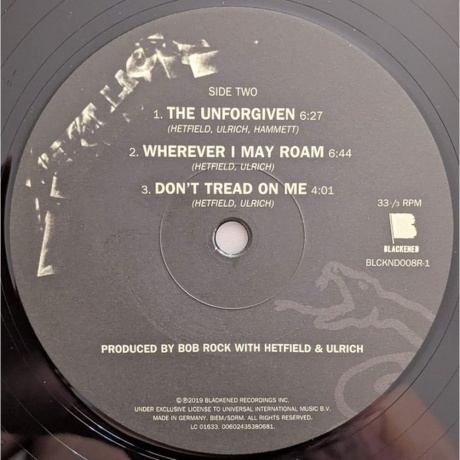 SIDE TWO
1. THE UNFORGIVEN 6:27
(HETFIELD, ULRICH, HAMMETT)
2. WHEREVER I MAY ROAM 6:44
(HETFIELD, ULRICH)
3. DON'T TREAD ON ME 4:01
(HETFIELD, ULRICH)
33 ⅓ RPM
B
BLACKENED
BLCKND008R-1
PRODUCED BY BOB ROCK WITH HETFIELD & ULRICH
©℗2019 BLACKENED RECORDINGS INC.
UNDER EXCLUSIVE LICENSE TO UNIVERSAL INTERNATIONAL MUSIC B.V.
MADE IN GERMANY. BIEM/SDRM. ALL RIGHTS RESERVED.
LC 01633. 00602435380681.